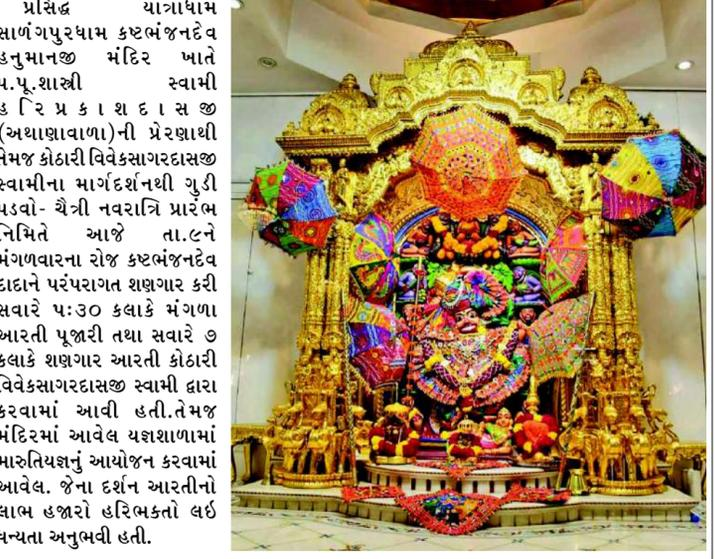 પ્રસિદ્ધ યાત્રાધામ
સાળંગપુરધામ કષ્ટભંજનદેવ
હનુમાનજી મંદિર ખાતે
પ.પૂ.શાસ્ત્રી સ્વામી
હરિપ્રકાશદાસજી
(અથાણાવાળા)ની પ્રેરણાથી
તેમજ કોઠારી વિવેકસાગરદાસજી
સ્વામીના માર્ગદર્શનથી ગુડી
પડવો- ચૈત્રી નવરાત્રિ પ્રારંભ
નિમિતે આજે તા.૯ને
મંગળવારના રોજ કષ્ટભંજનદેવ
દાદાને પરંપરાગત શણગાર કરી
સવારે ૫:૩૦ કલાકે મંગળા
આરતી પૂજારી તથા સવારે ૭
કલાકે શણગાર આરતી કોઠારી
વિવેકસાગરદાસજી સ્વામી દ્વારા
કરવામાં આવી હતી.તેમજ
મંદિરમાં આવેલ યજ્ઞશાળામાં
મારુતિયજ્ઞનું આયોજન કરવામાં
આવેલ. જેના દર્શન આરતીનો
લાભ હજારો હરિભક્તો લઇ
ધન્યતા અનુભવી હતી.